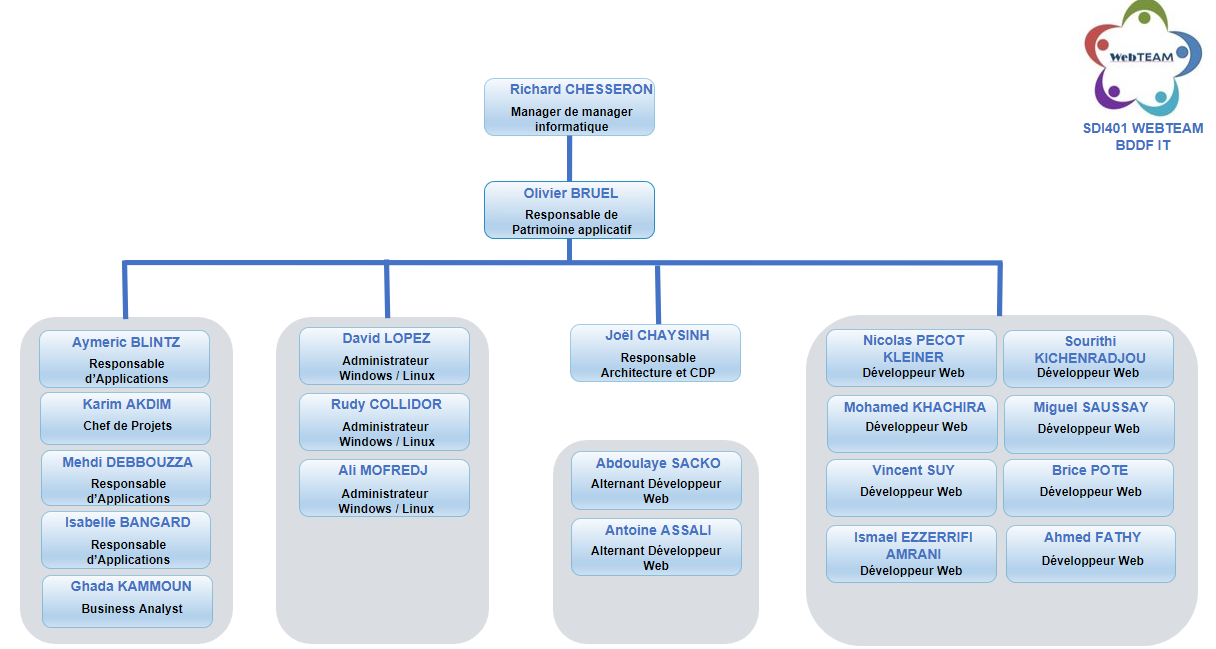 WebTEAM
SDI401 WEBTEAM
BDDF IT
Richard CHESSERON
Manager de manager
informatique
Olivier BRUEL
Responsable de
Patrimoine applicatif
Aymeric BLINTZ
Responsable
d'Applications
Karim AKDIM
Chef de Projets
Mehdi DEBBOUZZA
Responsable
d'Applications
Isabelle BANGARD
Responsable
d'Applications
Ghada KAMMOUN
Business Analyst
David LOPEZ
Administrateur
Windows / Linux
Rudy COLLIDOR
Administrateur
Windows / Linux
Ali MOFREDJ
Administrateur
Windows / Linux
Joël CHAYSINH
Responsable
Architecture et CDP
Abdoulaye SACKO
Alternant Développeur
Web
Antoine ASSALI
Alternant Développeur
Web
Nicolas PECOT
KLEINER
Développeur Web
Sourithi
KICHENRADJOU
Développeur Web
Mohamed KHACHIRA
Développeur Web
Miguel SAUSSAY
Développeur Web
Vincent SUY
Développeur Web
Brice POTE
Développeur Web
Ismael EZZERRIFI
AMRANI
Développeur Web
Ahmed FATHY
Développeur Web